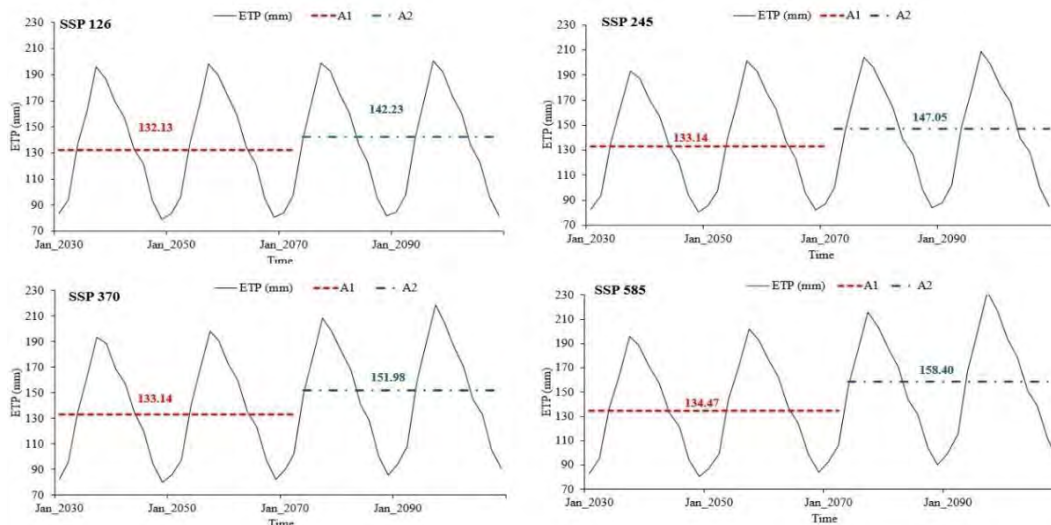 SSP 126
ETP (mm) A1 A2
230
210
190
170
150
130
110
90
70
ETP (mm)
132.13
142.23
Jan_2030 Jan_2050 Jan_2070 Jan_2090
Time
SSP 245
ETP (mm) A1 A2
230
210
190
170
150
130
110
90
70
ETP (mm)
133.14
147.05
Jan_2030 Jan_2050 Jan_2070 Jan_2090
Time
SSP 370
ETP (mm) A1 A2
230
210
190
170
150
130
110
90
70
ETP (mm)
133.14
151.98
Jan_2030 Jan_2050 Jan_2070 Jan_2090
Time
SSP 585
ETP (mm) A1 A2
230
210
190
170
150
130
110
90
70
ETP (mm)
134.47
158.40
Jan_2030 Jan_2050 Jan_2070 Jan_2090
Time